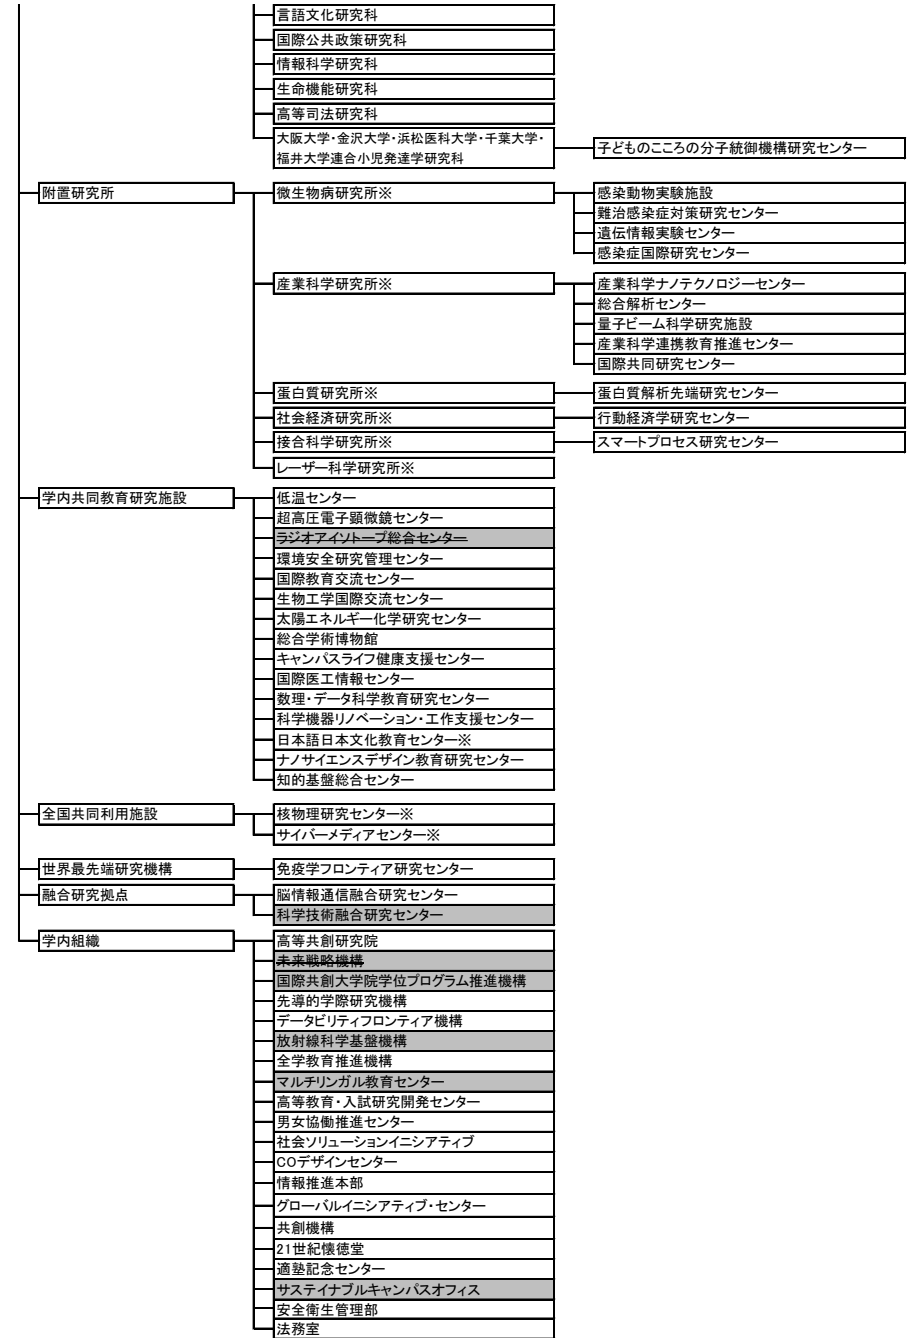 言語文化研究科
国際公共政策研究科
情報科学研究科
生命機能研究科
高等司法研究科
大阪大学・金沢大学・浜松医科大学・千葉大学・
福井大学連合小児発達学研究科
子どものこころの分子統御機構研究センター
附置研究所
微生物病研究所※
感染動物実験施設
難治感染症対策研究センター
遺伝情報実験センター
感染症国際研究センター
産業科学研究所※
産業科学ナノテクノロジーセンター
総合解析センター
量子ビーム科学研究施設
産業科学連携教育推進センター
国際共同研究センター
蛋白質研究所※
蛋白質解析先端研究センター
社会経済研究所※
行動経済学研究センター
接合科学研究所※
スマートプロセス研究センター
レーザー科学研究所※
学内共同教育研究施設
低温センター
超高圧電子顕微鏡センター
ラジオアイソトープ総合センター
環境安全研究管理センター
国際教育交流センター
生物工学国際交流センター
太陽エネルギー化学研究センター
総合学術博物館
キャンパスライフ健康支援センター
国際医工情報センター
数理・データ科学教育研究センター
科学機器リノベーション・工作支援センター
日本語日本文化教育センター※
ナノサイエンスデザイン教育研究センター
知的基盤総合センター
全国共同利用施設
核物理研究センター※
サイバーメディアセンター※
世界最先端研究機構
免疫学フロンティア研究センター
融合研究拠点
脳情報通信融合研究センター
科学技術融合研究センター
学内組織
高等共創研究院
未来戦略機構
国際共創大学院学位プログラム推進機構
先導的学際研究機構
データビリティフロンティア機構
放射線科学基盤機構
全学教育推進機構
マルチリンガル教育センター
高等教育・入試研究開発センター
男女協働推進センター
社会ソリューションイニシアティブ
COデザインセンター
情報推進本部
グローバルイニシアティブ・センター
共創機構
21世紀懐徳堂
適塾記念センター
サステイナブルキャンパスオフィス
安全衛生管理部
法務室